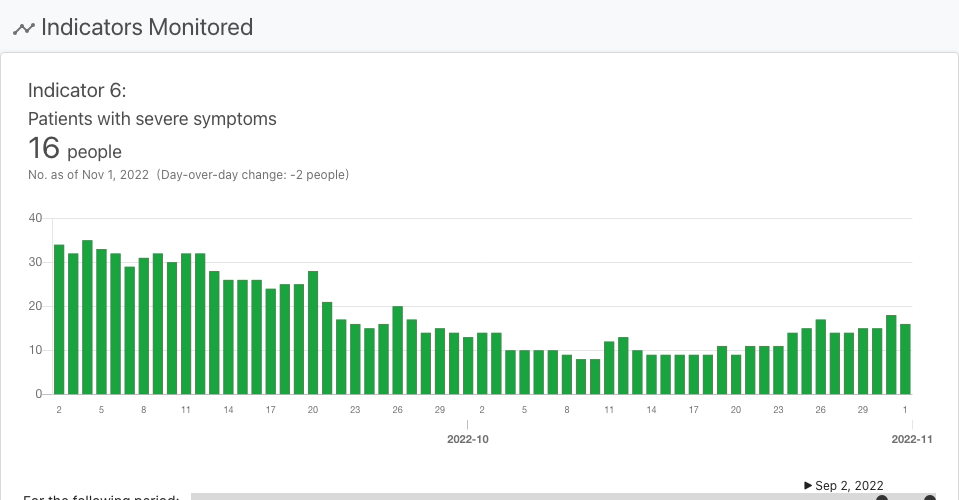 Indicators Monitored
Indicator 6:
Patients with severe symptoms
16 people
No. as of Nov 1, 2022 (Day-over-day change: -2 people)
40
30
20
10
0
2 5 8 11 14 17 20 23 26 29 2 5 8 11 14 17 20 23 26 29 1
2022-10 2022-11
▶ Sep 2, 2022
For the following period: